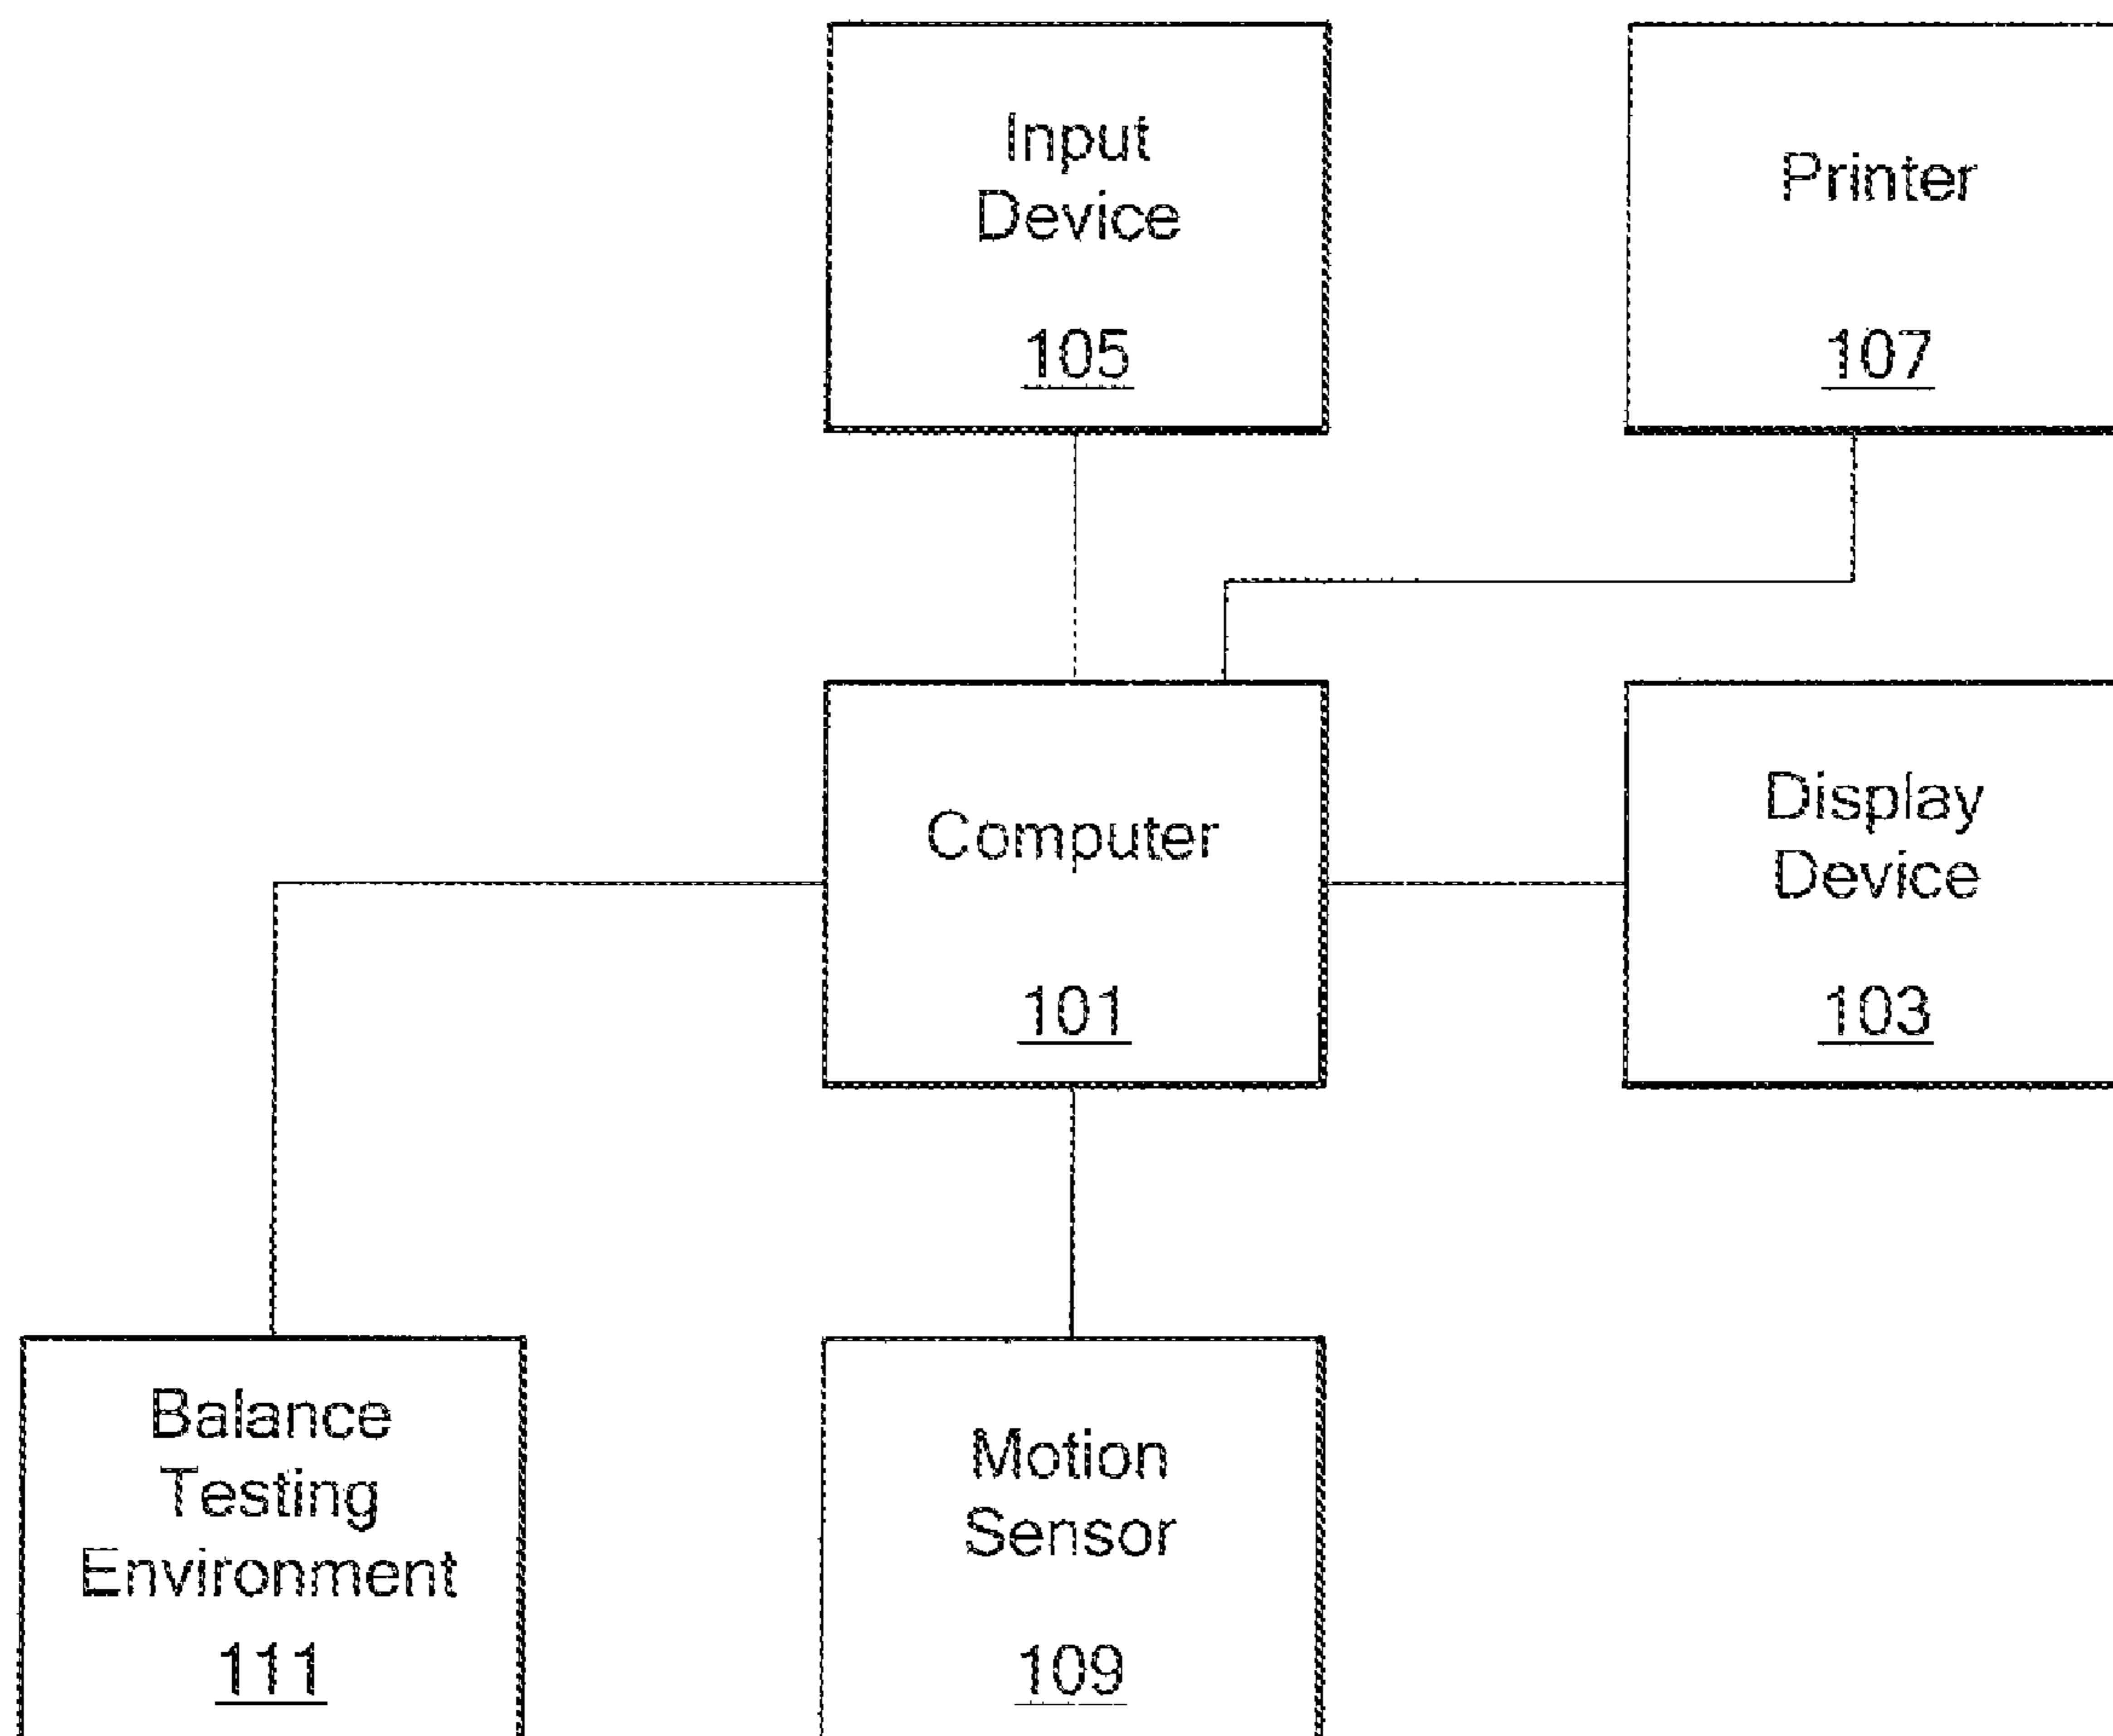 Input
Device
105
Printer
107
Computer
101
Display
Device
103
Balance
Testing
Environment
111
Motion
Sensor
109